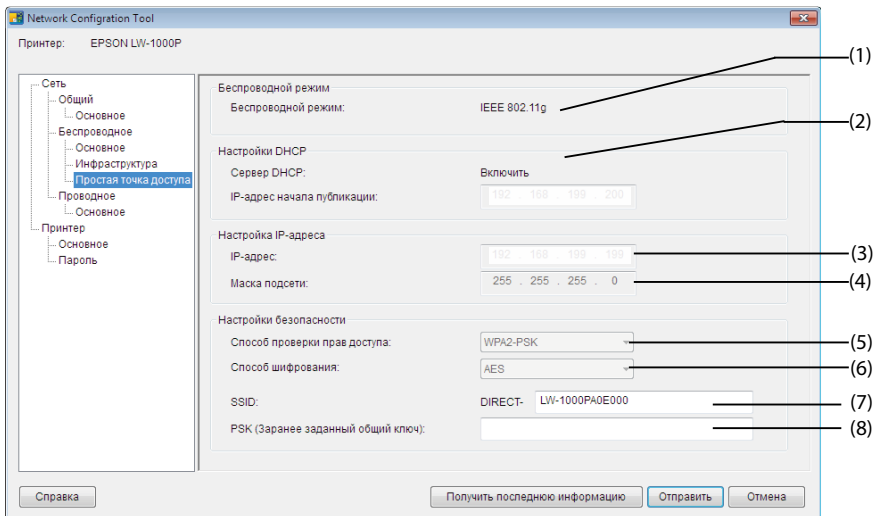 Network Configration Tool
Принтер: EPSON LW-1000P
Сеть
Общий
Основное
Беспроводное
Основное
Инфраструктура
Простая точка доступа
Проводное
Основное
Принтер
Основное
Пароль
Беспроводной режим
Беспроводной режим: IEEE 802.11g
(1)
(2)
Настройки DHCP
Сервер DHCP: Включить
IP-адрес начала публикации: 192 . 168 . 199 . 200
Настройка IP-адреса
IP-адрес: 192 . 168 . 199 . 199
(3)
Маска подсети: 255 . 255 . 255 . 0
(4)
Настройки безопасности
Способ проверки прав доступа: WPA2-PSK
(5)
Способ шифрования: AES
(6)
SSID: DIRECT- LW-1000PA0E000
(7)
PSK (Заранее заданный общий ключ):
(8)
Справка
Получить последнюю информацию
Отправить
Отмена